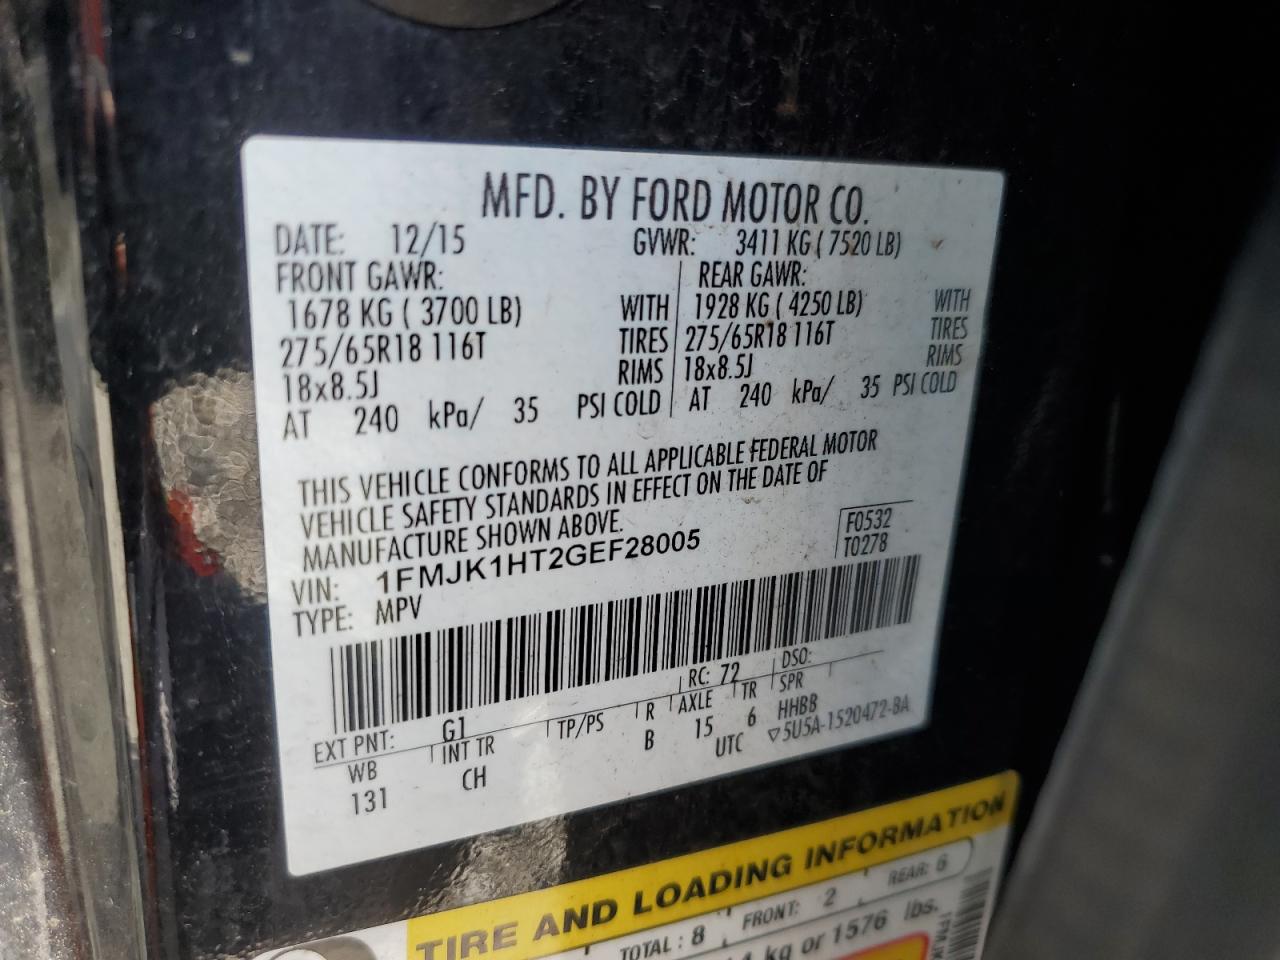 MFD. BY FORD MOTOR CO.
DATE: 12/15 GVWR: 3411 KG ( 7520 LB)
FRONT GAWR: REAR GAWR:
1678 KG ( 3700 LB) WITH 1928 KG ( 4250 LB) WITH
275/65R18 116T TIRES 275/65R18 116T TIRES
18x8.5J RIMS 18x8.5J RIMS
AT 240 kPa/ 35 PSI COLD AT 240 kPa/ 35 PSI COLD
THIS VEHICLE CONFORMS TO ALL APPLICABLE FEDERAL MOTOR
VEHICLE SAFETY STANDARDS IN EFFECT ON THE DATE OF
MANUFACTURE SHOWN ABOVE.
F0532
VIN: 1FMJK1HT2GEF28005
T0278
TYPE: MPV
EXT PNT: G1 RC: 72 DSO:
WB INT TR TP/PS R AXLE TR SPR
131 CH B 15 6 HHBB
UTC ▽5U5A-1520472-BA
TIRE AND LOADING INFORMATION
TOTAL : 8 FRONT: 2 REAR: 6
kg or 1576 lbs.